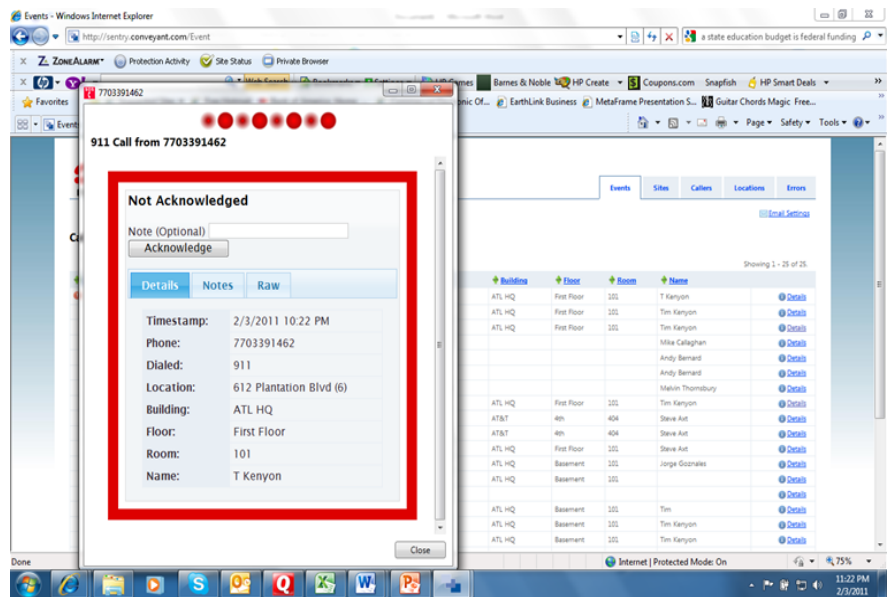 Events - Windows Internet Explorer
http://sentry.conveyant.com/Event
a state education budget is federal funding
x ZONEALARM Protection Activity Site Status Private Browser
x Web Search HP Games Barnes & Noble HP Create Coupons.com Snapfish HP Smart Deals »
Favorites EarthLink Business MetaFrame Presentation S... Guitar Chords Magic Free...
Page Safety Tools »
7703391462
911 Call from 7703391462
Not Acknowledged
Note (Optional)
Acknowledge
Details Notes Raw
Timestamp: 2/3/2011 10:22 PM
Phone: 7703391462
Dialed: 911
Location: 612 Plantation Blvd (6)
Building: ATL HQ
Floor: First Floor
Room: 101
Name: T Kenyon
Close
Events Sites Callers Locations Errors
Email Settings
Showing 1 - 25 of 25.
Building Floor Room Name
ATL HQ First Floor 101 T Kenyon Details
ATL HQ First Floor 101 Tim Kenyon Details
ATL HQ First Floor 101 Tim Kenyon Details
Mike Callaghan Details
Andy Bernard Details
Andy Bernard Details
Melvin Thornsbury Details
ATL HQ First Floor 101 Tim Kenyon Details
AT&T 4th 404 Steve Axt Details
AT&T 4th 404 Steve Axt Details
ATL HQ First Floor 101 Steve Axt Details
ATL HQ Basement 101 Jorge Goznales Details
ATL HQ Basement 101 Details
Details
ATL HQ Basement 101 Tim Details
ATL HQ Basement 101 Tim Kenyon Details
ATL HQ Basement 101 Tim Kenyon Details
Done Internet | Protected Mode: On 75%
11:22 PM
2/3/2011